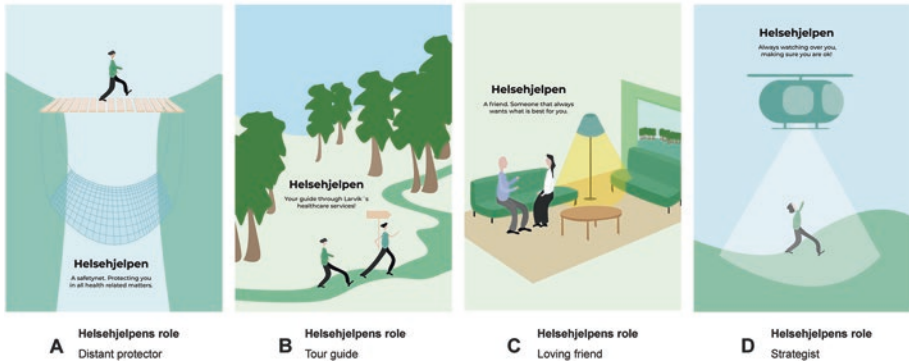 Helsehjelpen
A safetynet. Protecting you
in all health related matters.
A
Helsehjelpens role
Distant protector
Helsehjelpen
Your guide through Larvik`s
healthcare services!
B
Helsehjelpens role
Tour guide
Helsehjelpen
A friend. Someone that always
wants what is best for you.
C
Helsehjelpens role
Loving friend
Helsehjelpen
Always watching over you,
making sure you are ok!
D
Helsehjelpens role
Strategist